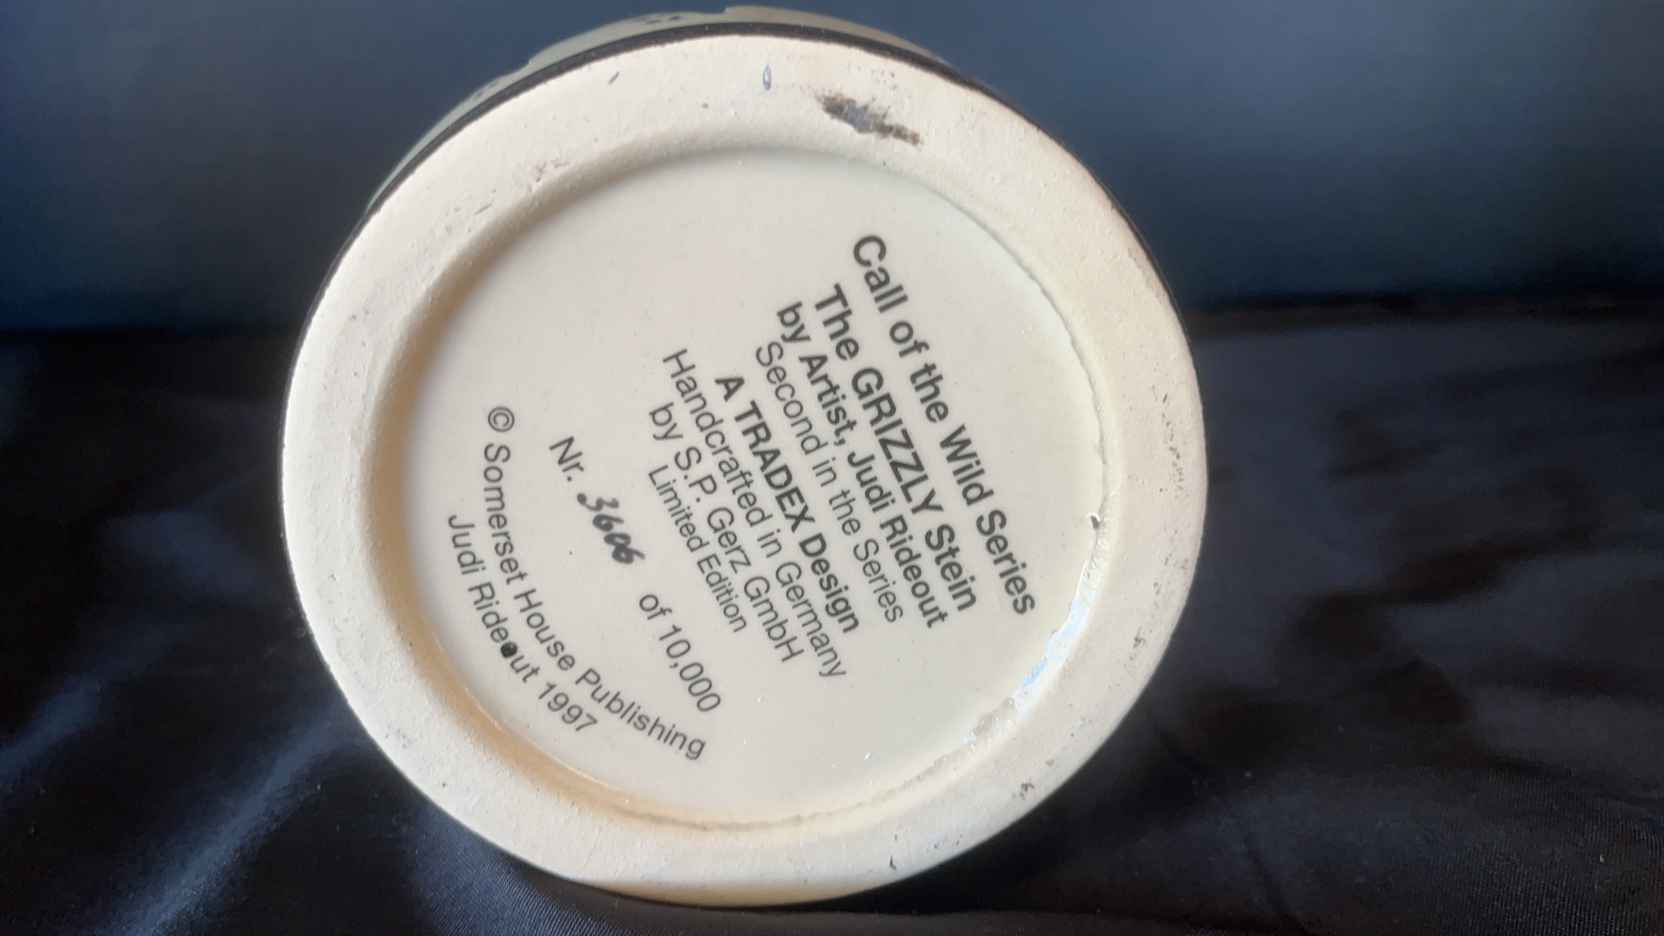 Call of the Wild Series
The GRIZZLY Stein
by Artist, Judi Rideout
Second in the Series
A TRADEX Design
Handcrafted in Germany
by S.P. Gerz GmbH
Limited Edition
Nr. 3606 of 10,000
© Somerset House Publishing
Judi Rideout 1997